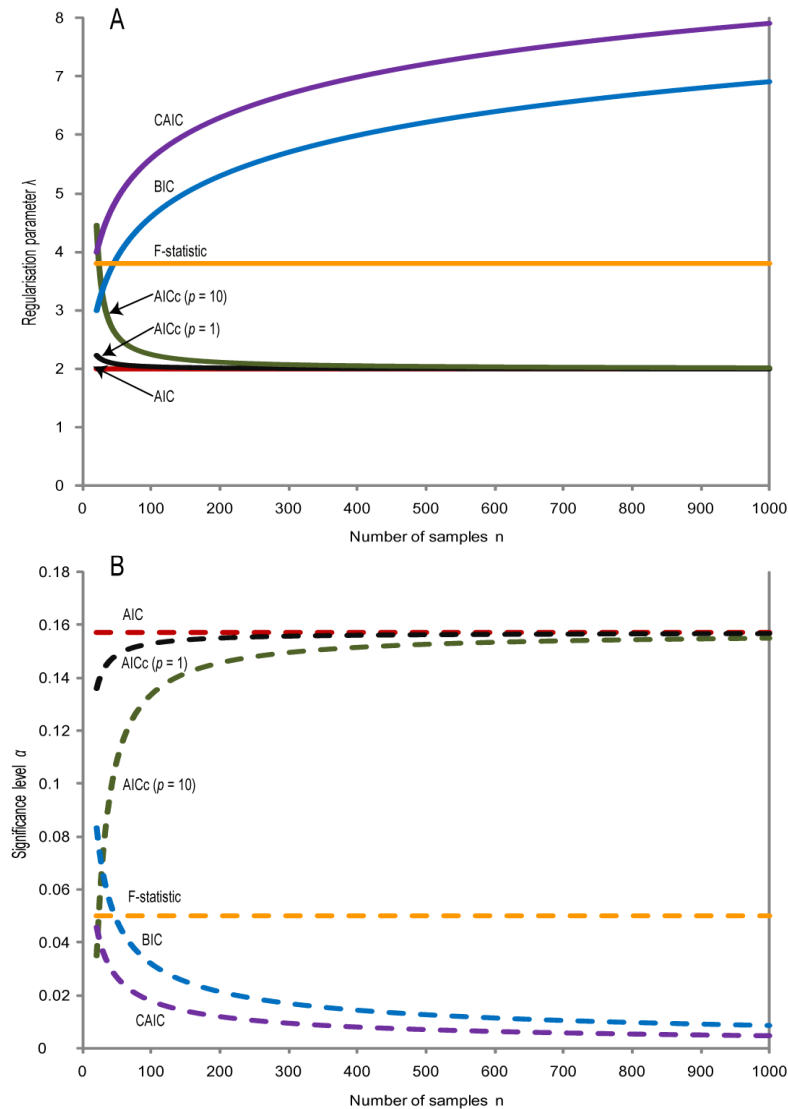 A
8
7
6
5
4
3
2
1
0
Regularisation parameter λ
CAIC
BIC
F-statistic
AICc (p = 10)
AICc (p = 1)
AIC
0 100 200 300 400 500 600 700 800 900 1000
Number of samples n
B
0.18
0.16
0.14
0.12
0.1
0.08
0.06
0.04
0.02
0
Significance level α
AIC
AICc (p = 1)
AICc (p = 10)
F-statistic
BIC
CAIC
0 100 200 300 400 500 600 700 800 900 1000
Number of samples n